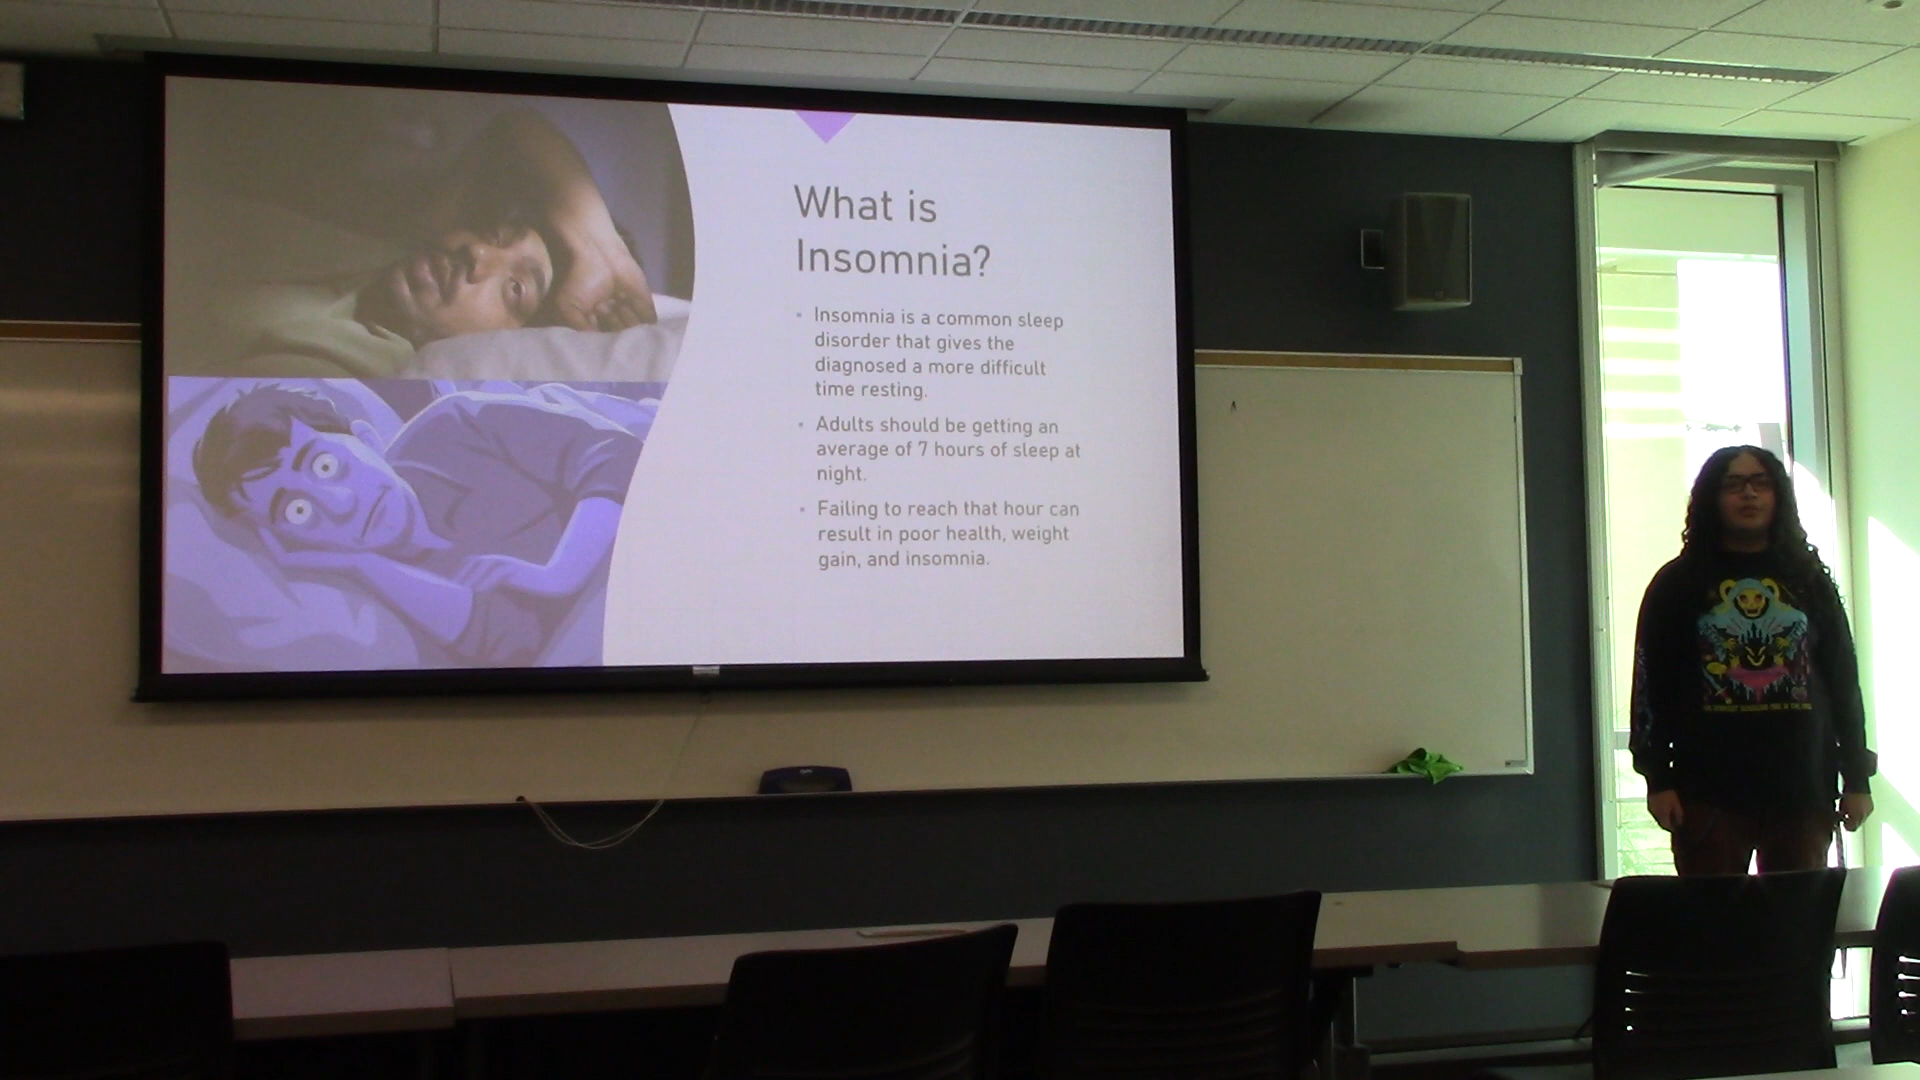 What is
Insomnia?
Insomnia is a common sleep
disorder that gives the
diagnosed a more difficult
time resting.
Adults should be getting an
average of 7 hours of sleep at
night.
Failing to reach that hour can
result in poor health, weight
gain, and insomnia.
A